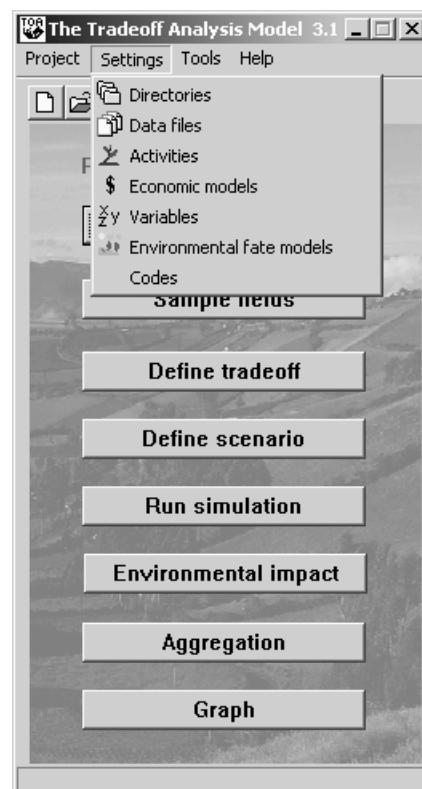 The Tradeoff Analysis Model 3.1
Project Settings Tools Help
Directories
Data files
Activities
$ Economic models
Variables
Environmental fate models
Codes
Sample fields
Define tradeoff
Define scenario
Run simulation
Environmental impact
Aggregation
Graph